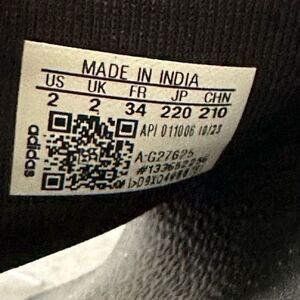 MADE IN INDIA
US UK FR JP CHN
2 2 34 220 210
API 011006 10/23
A:G27625
adidas